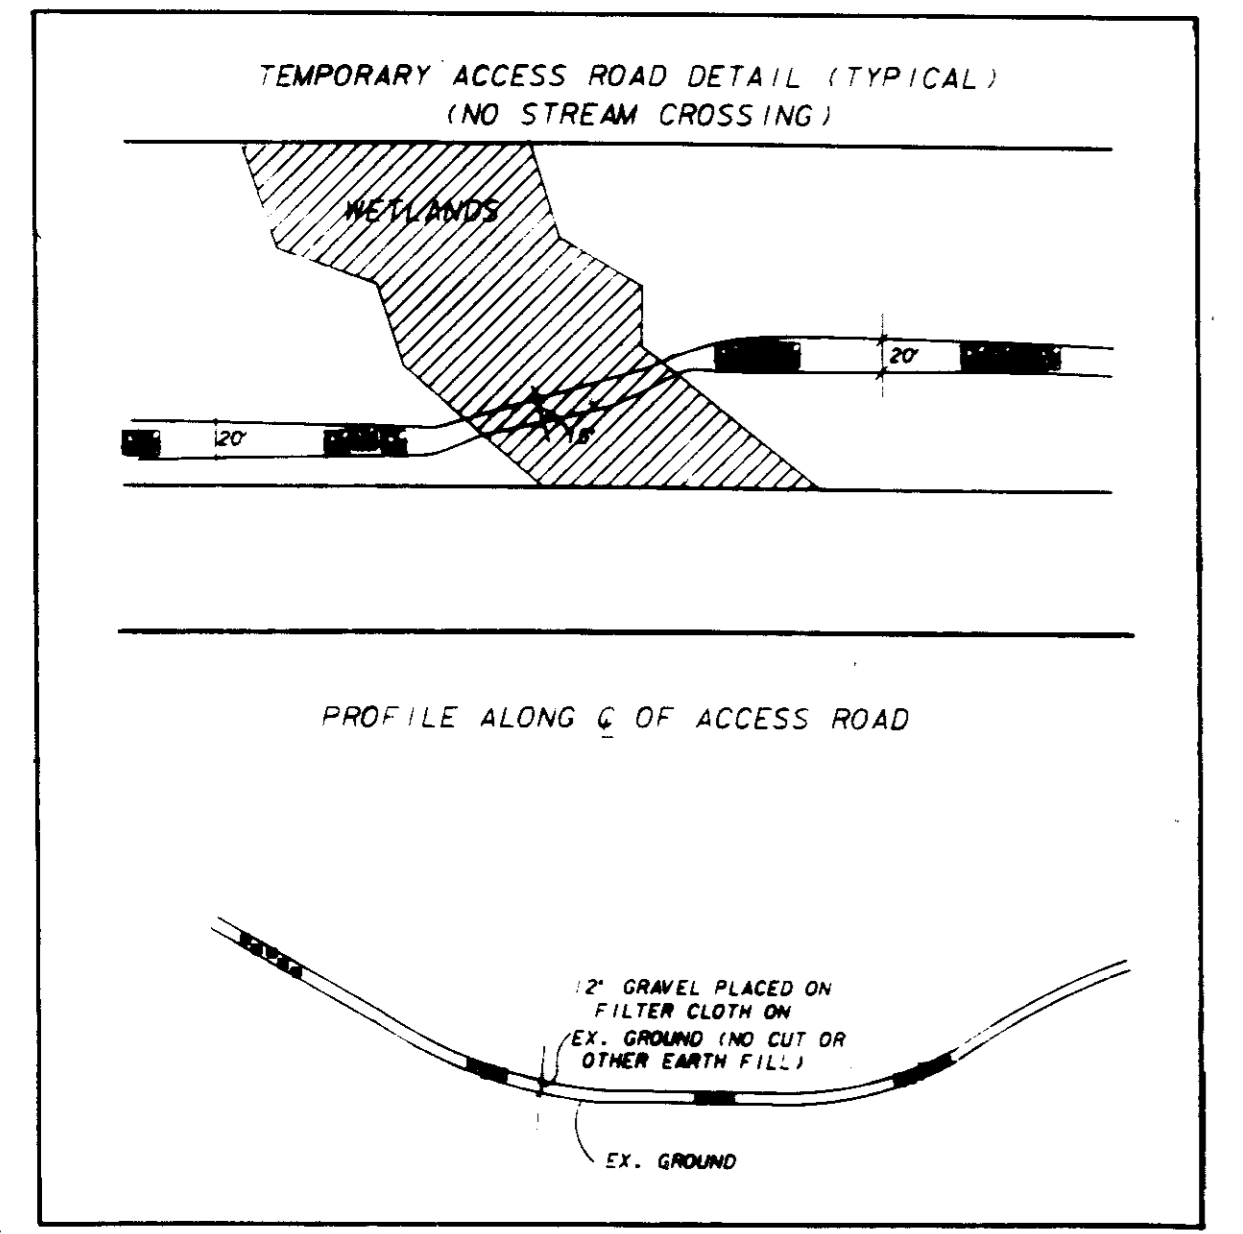 TEMPORARY ACCESS ROAD DETAIL (TYPICAL)
(NO STREAM CROSSING)
WETLANDS
20'
20'
PROFILE ALONG ℄ OF ACCESS ROAD
12" GRAVEL PLACED ON
FILTER CLOTH ON
EX. GROUND (NO CUT OR
OTHER EARTH FILL)
EX. GROUND